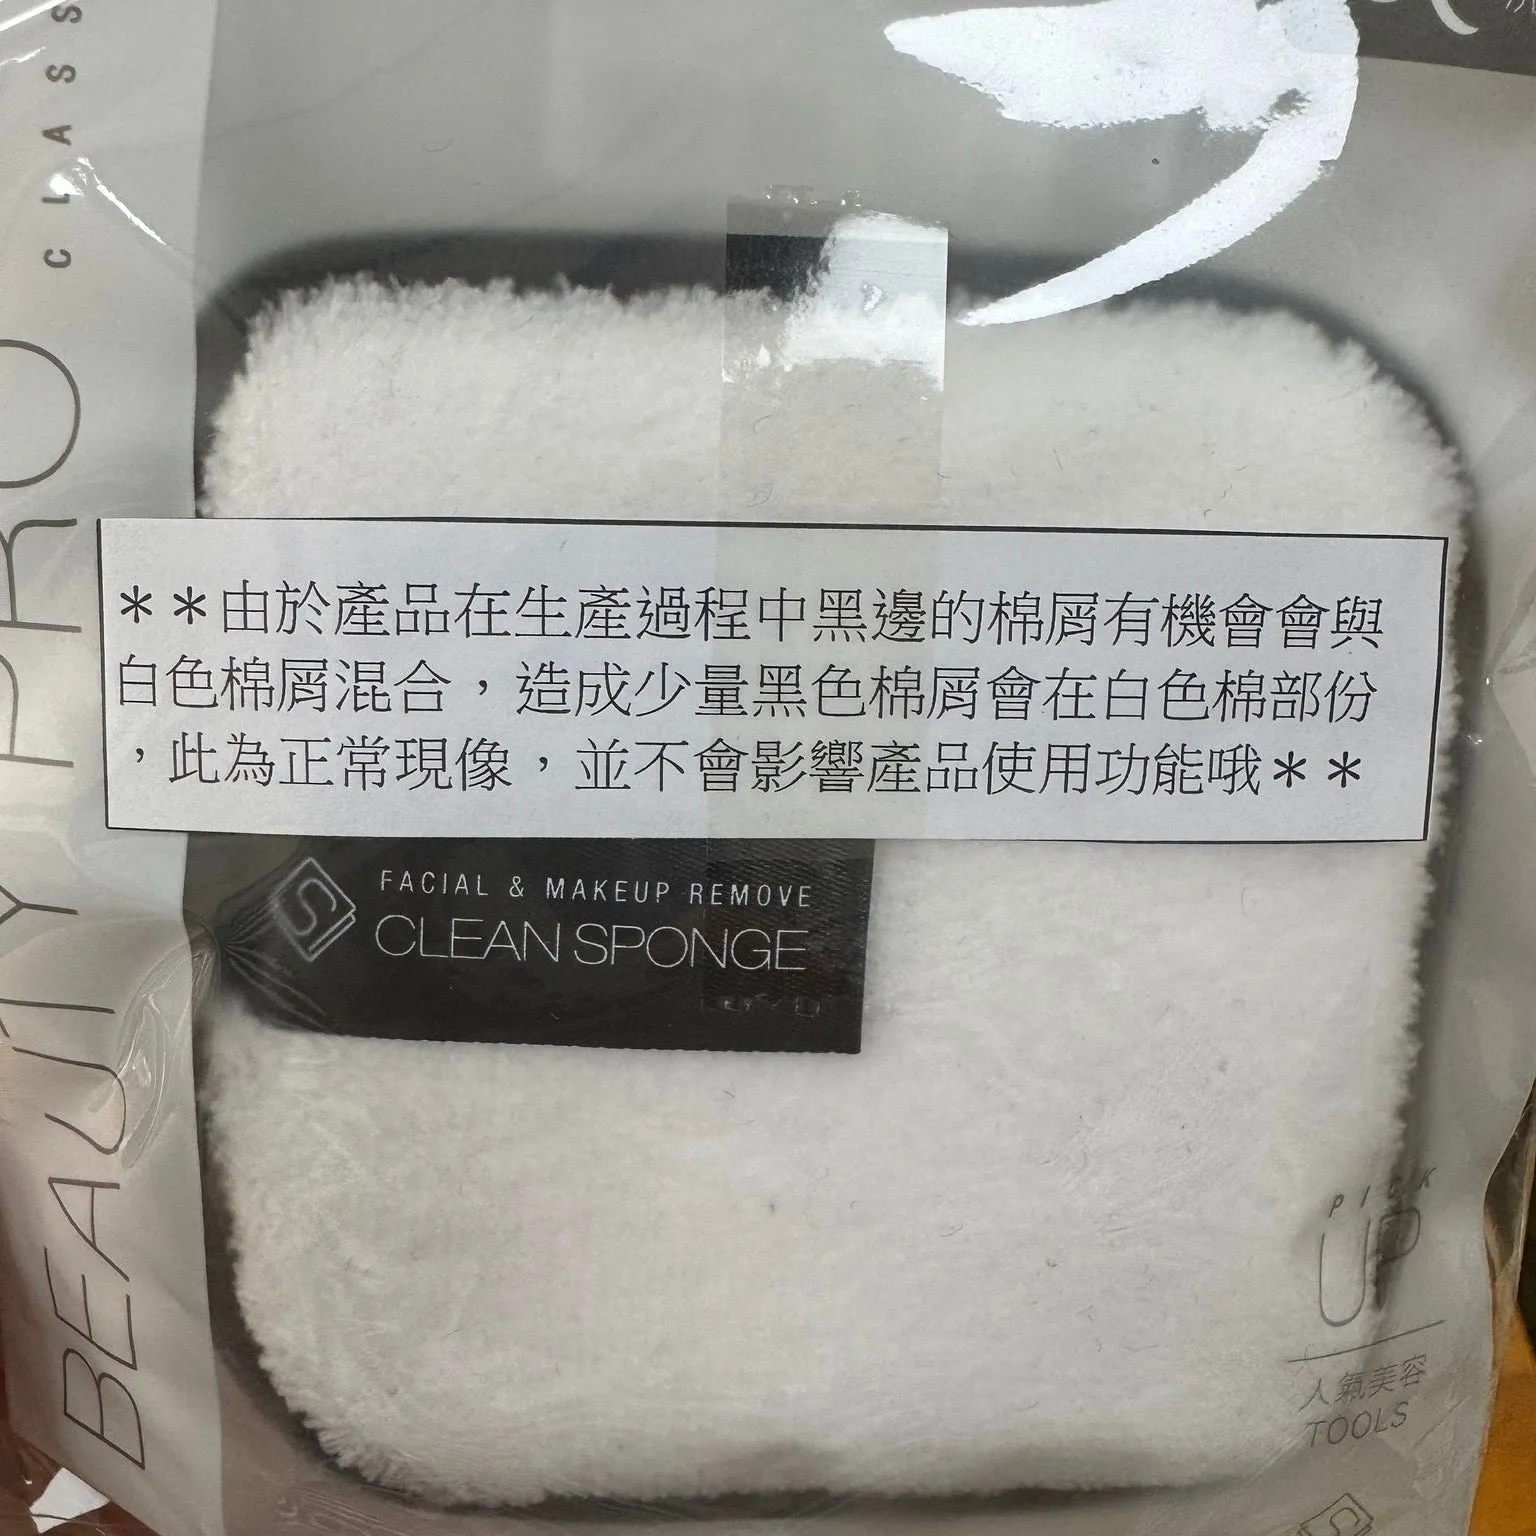 CLASS
BEAUTY PRO
＊＊由於產品在生產過程中黑邊的棉屑有機會會與
白色棉屑混合，造成少量黑色棉屑會在白色棉部份
，此為正常現像，並不會影響產品使用功能哦＊＊
FACIAL & MAKEUP REMOVE
CLEAN SPONGE
PICK
UP
人氣美容
TOOLS